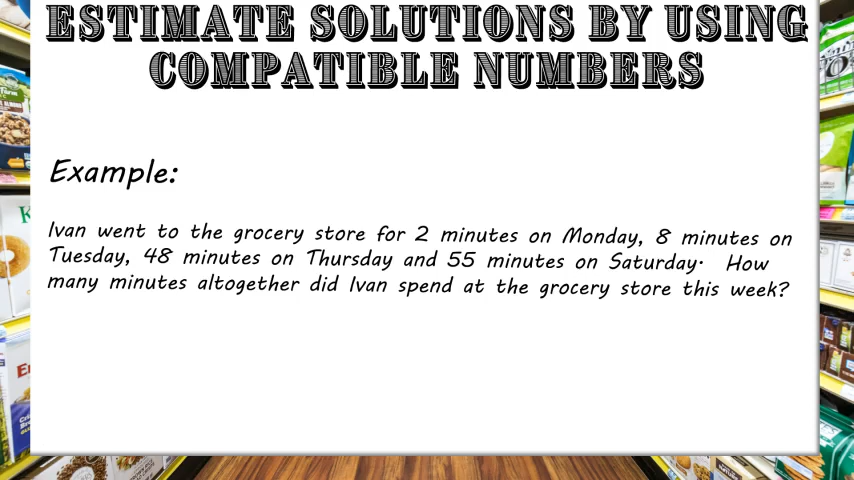 ESTIMATE SOLUTIONS BY USING
COMPATIBLE NUMBERS
Example:
Ivan went to the grocery store for 2 minutes on Monday, 8 minutes on
Tuesday, 48 minutes on Thursday and 55 minutes on Saturday. How
many minutes altogether did Ivan spend at the grocery store this week?